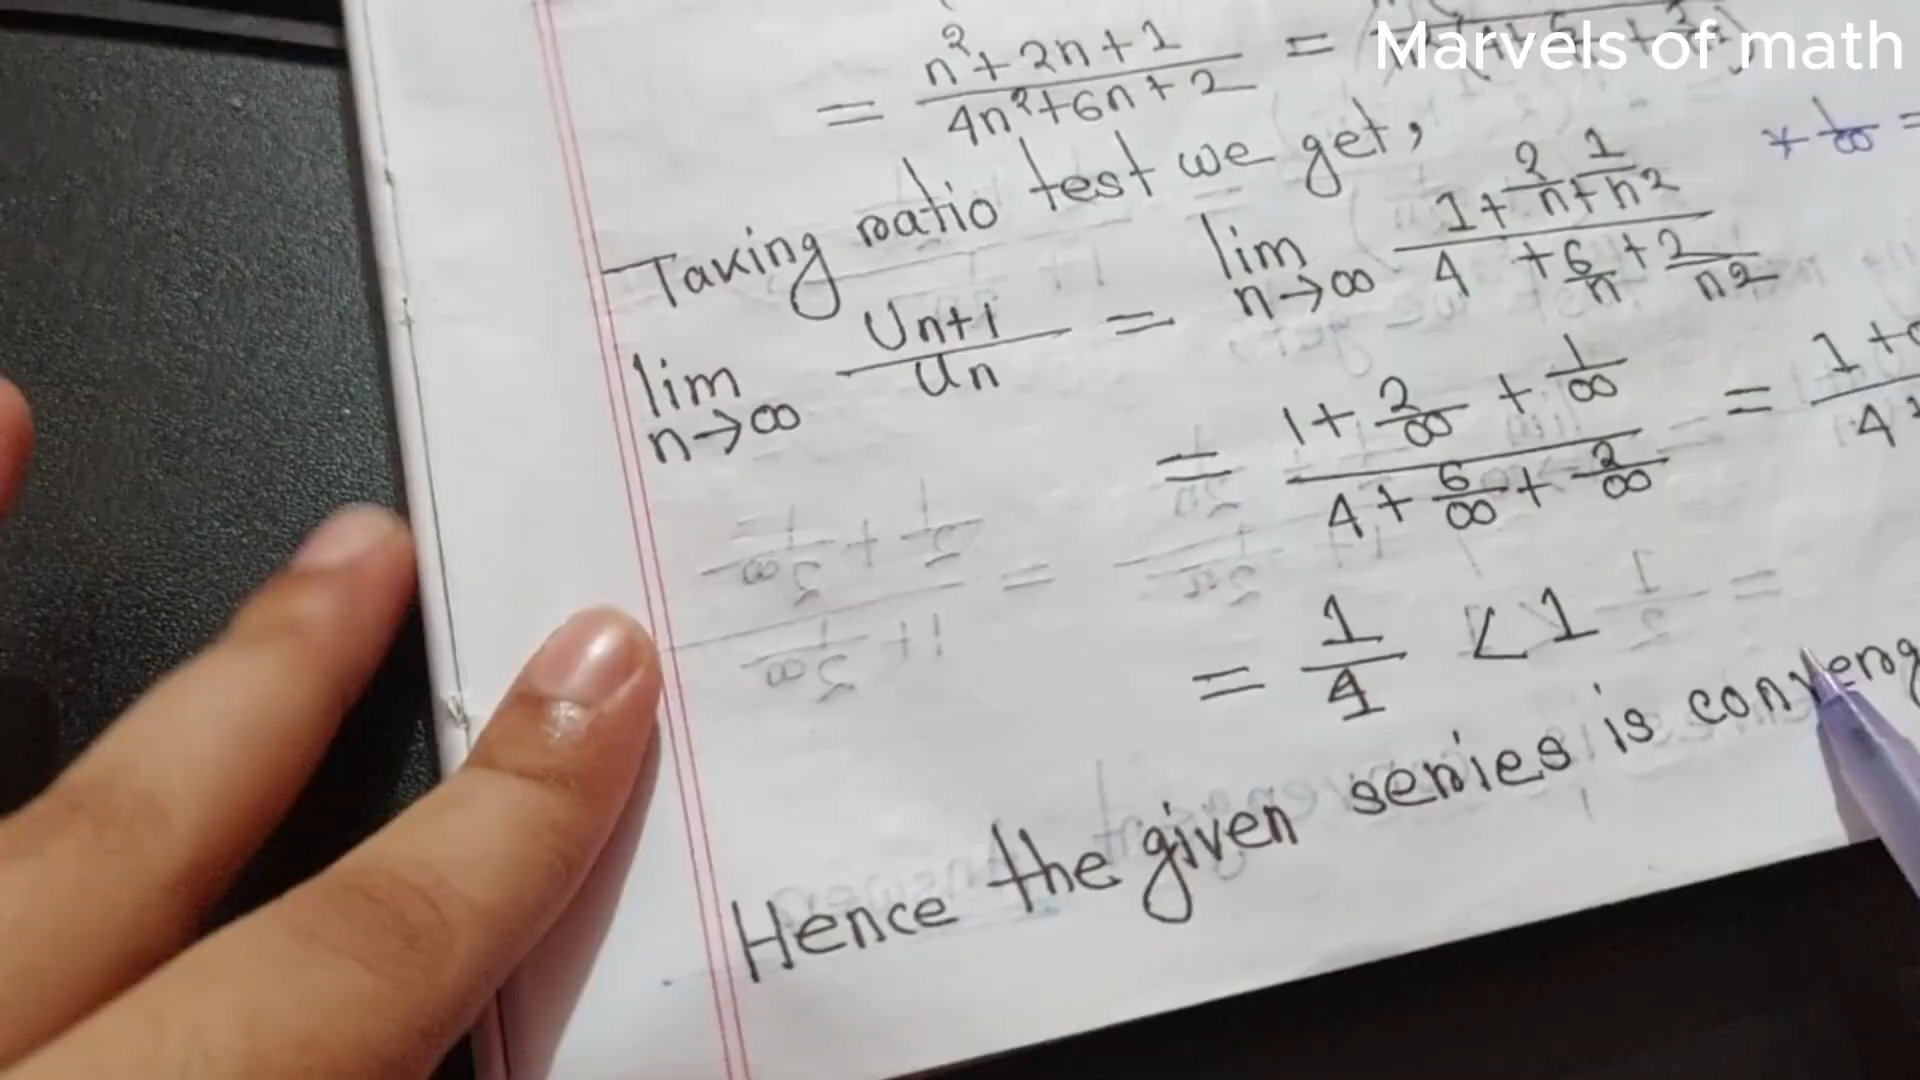 Marvels of math
= n²+2n+1 / 4n²+6n+2 =
Taking ratio test we get,
lim n→∞ Un+1 / Un = lim n→∞ 1+2/n+1/n2 / 4+6/n+2/n2
= 1+2/∞+1/∞ / 4+6/∞+2/∞ =
= 1/4 <1
Hence the given series is converg